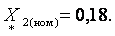 X
* 2(ном) = 0,18.